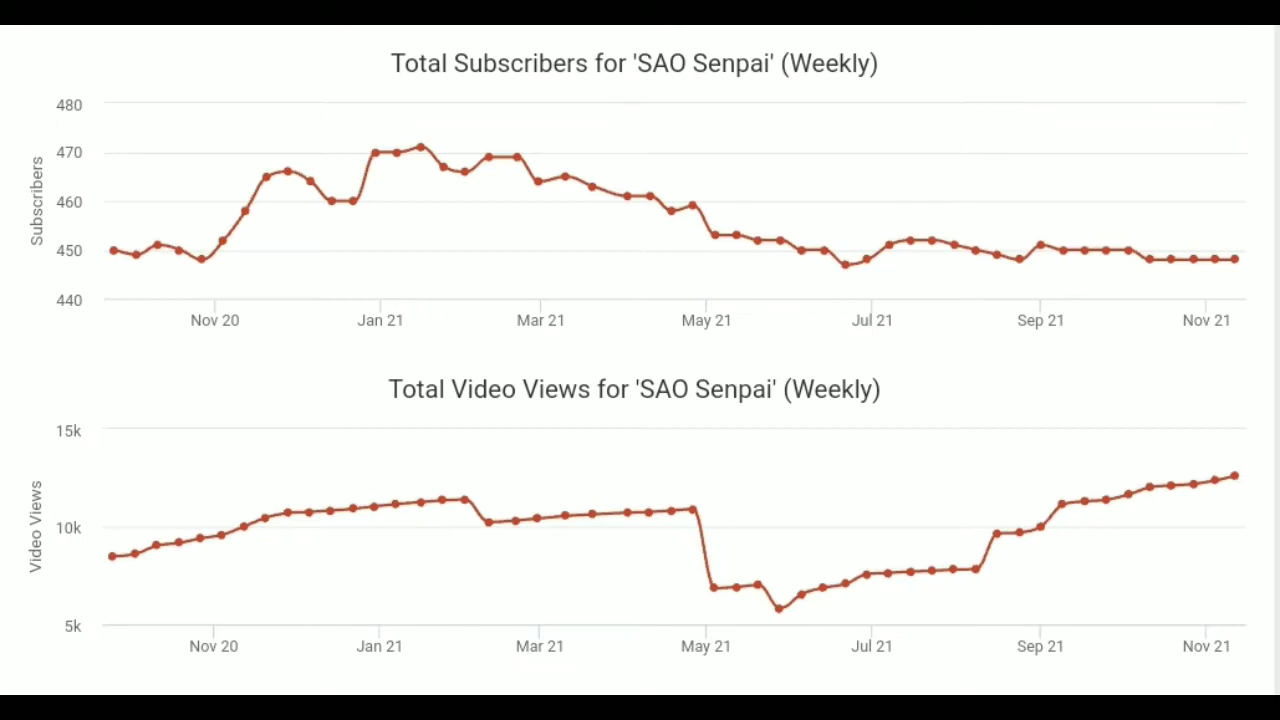 Total Subscribers for 'SAO Senpai' (Weekly)
480
470
460
450
440
Subscribers
Nov 20 Jan 21 Mar 21 May 21 Jul 21 Sep 21 Nov 21
Total Video Views for 'SAO Senpai' (Weekly)
15k
10k
5k
Video Views
Nov 20 Jan 21 Mar 21 May 21 Jul 21 Sep 21 Nov 21